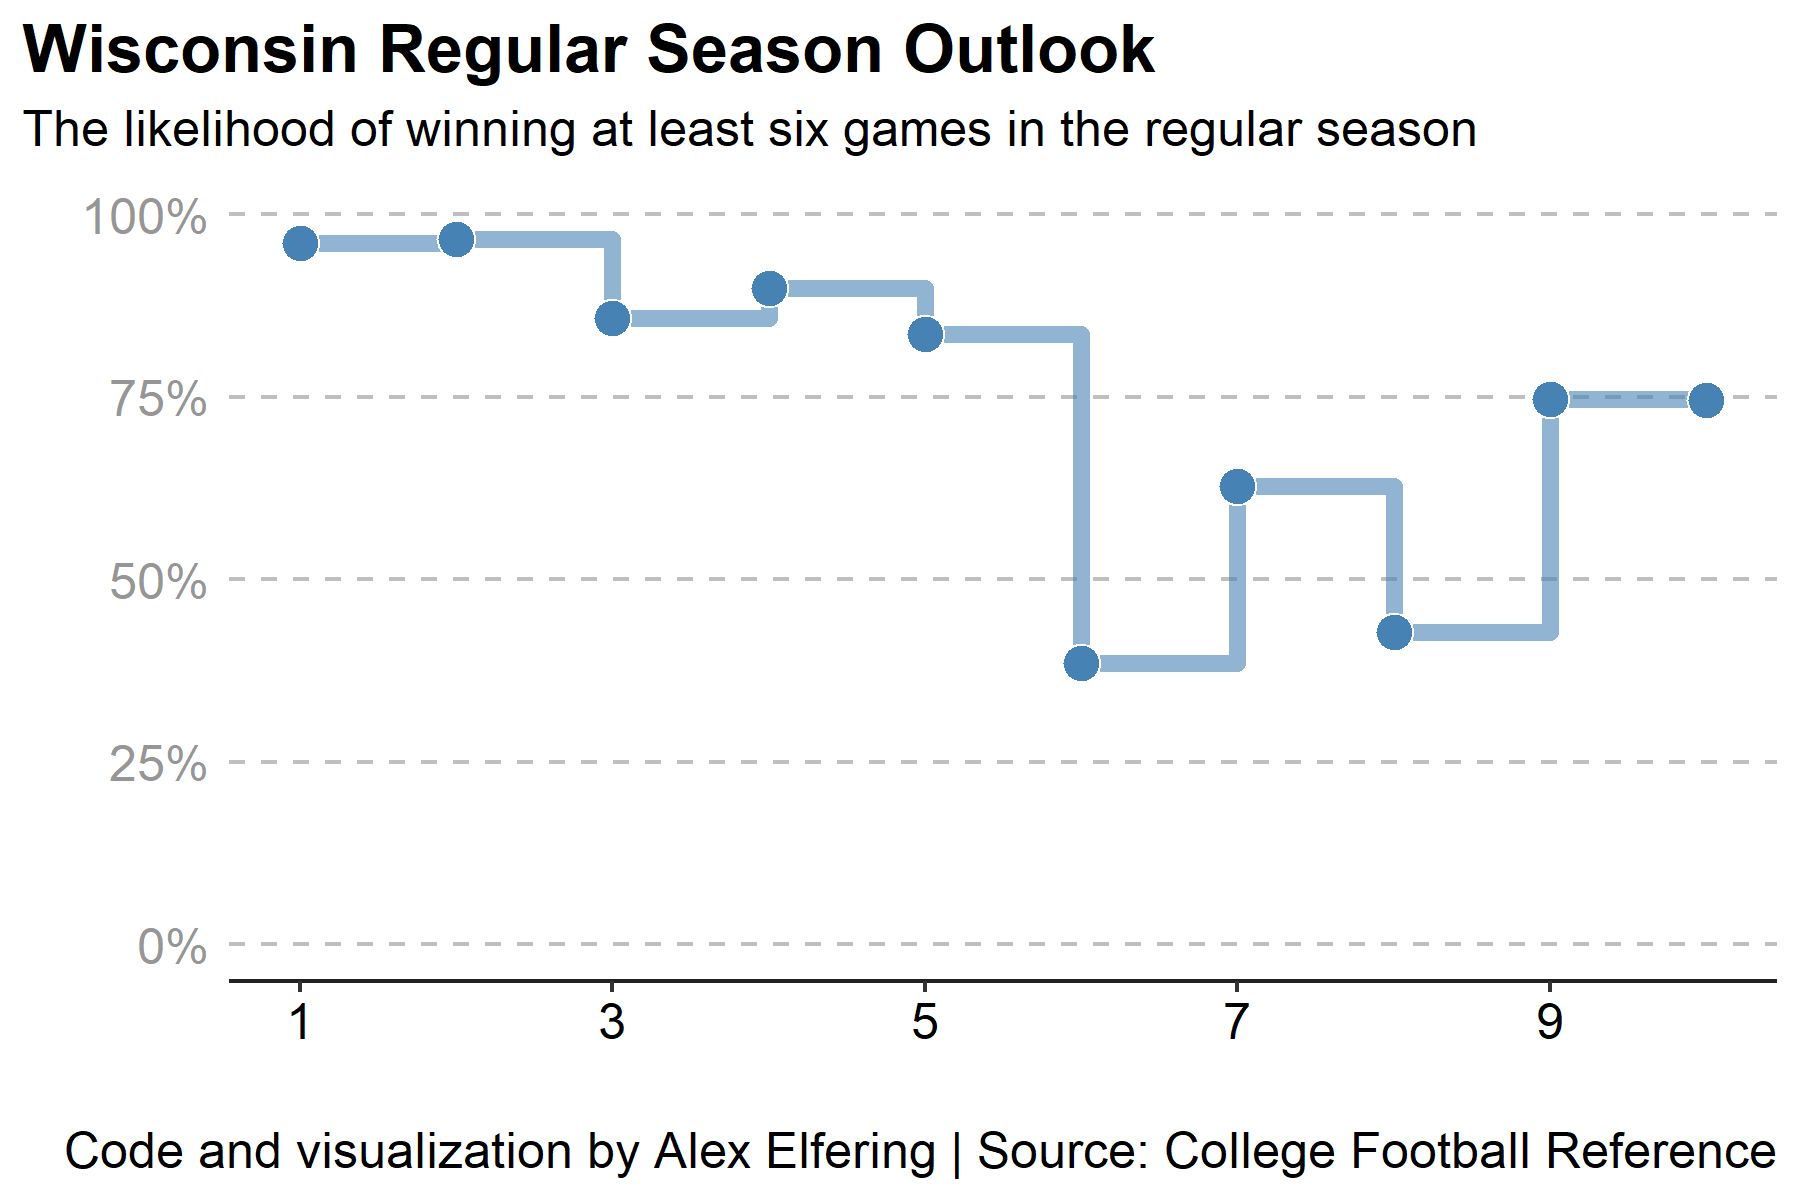 Wisconsin Regular Season Outlook
The likelihood of winning at least six games in the regular season
100%
75%
50%
25%
0%
1 3 5 7 9
Code and visualization by Alex Elfering | Source: College Football Reference